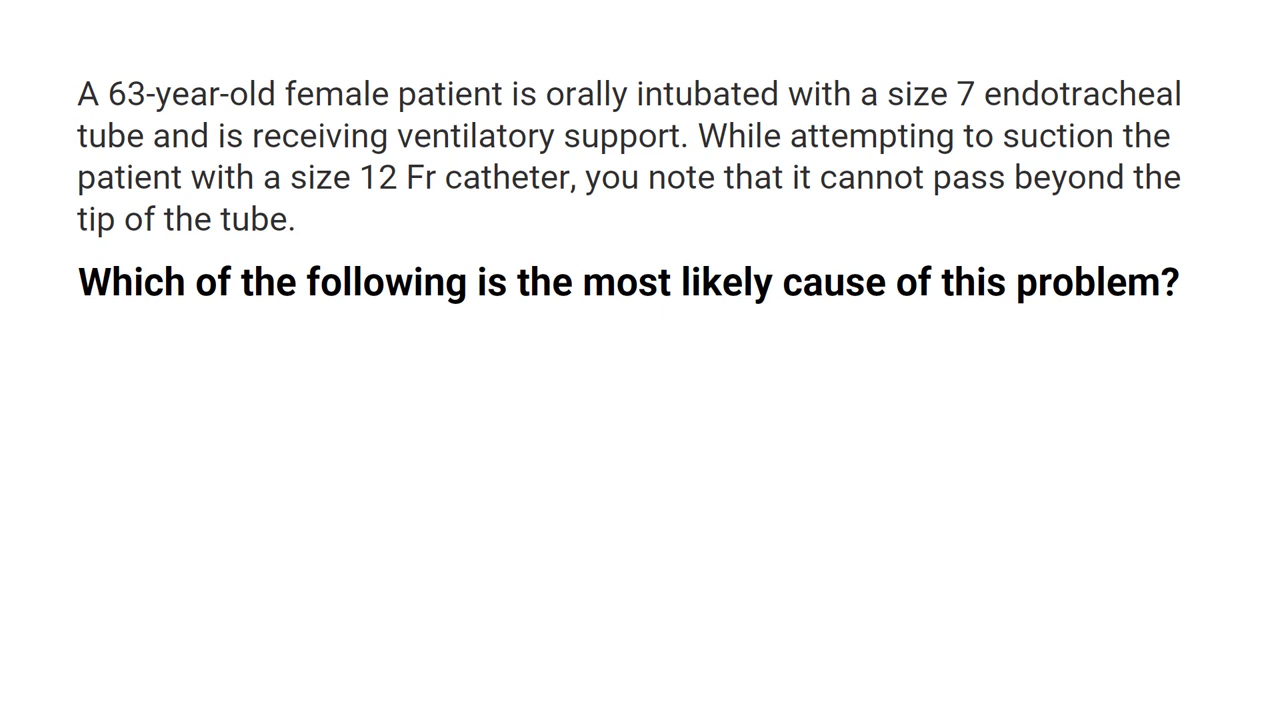 A 63-year-old female patient is orally intubated with a size 7 endotracheal
tube and is receiving ventilatory support. While attempting to suction the
patient with a size 12 Fr catheter, you note that it cannot pass beyond the
tip of the tube.
Which of the following is the most likely cause of this problem?